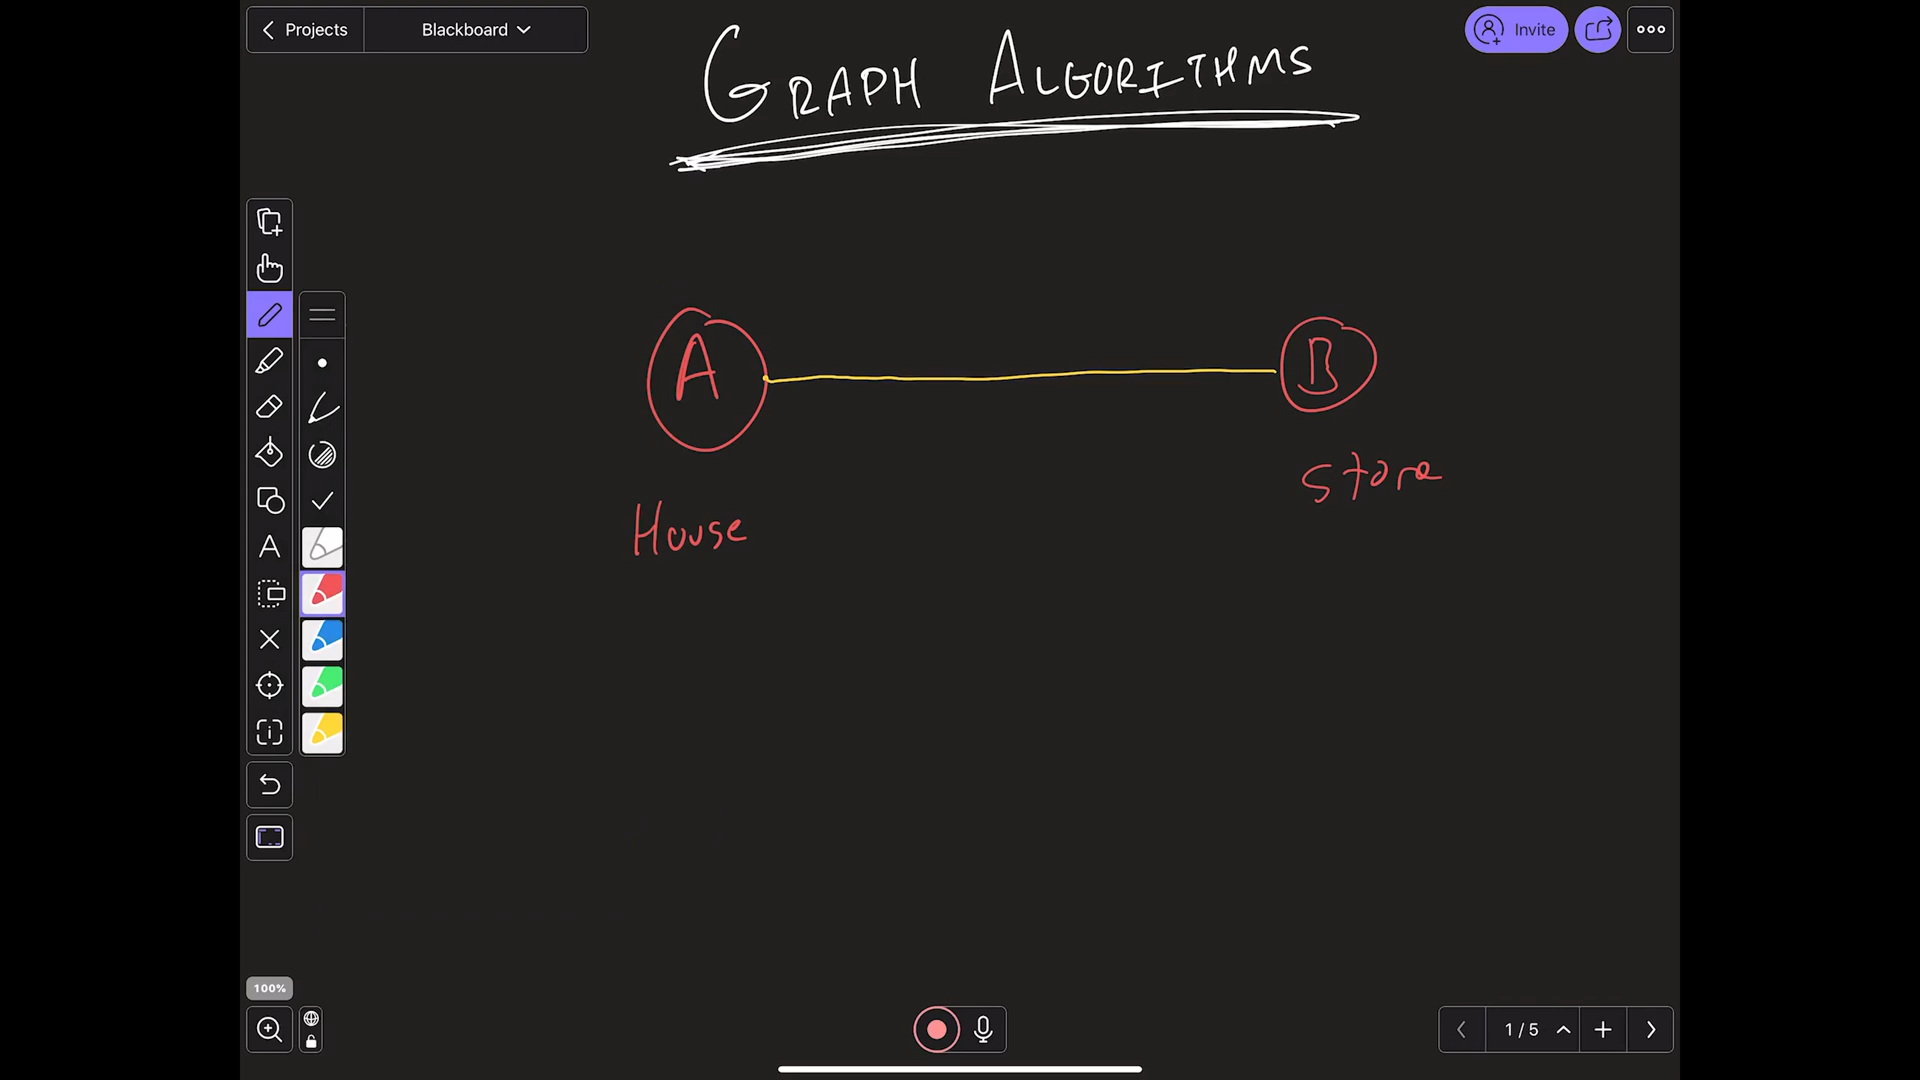 Projects
Blackboard
Invite
GRAPH ALGORITHMS
A
B
Store
House
A
100%
1 / 5